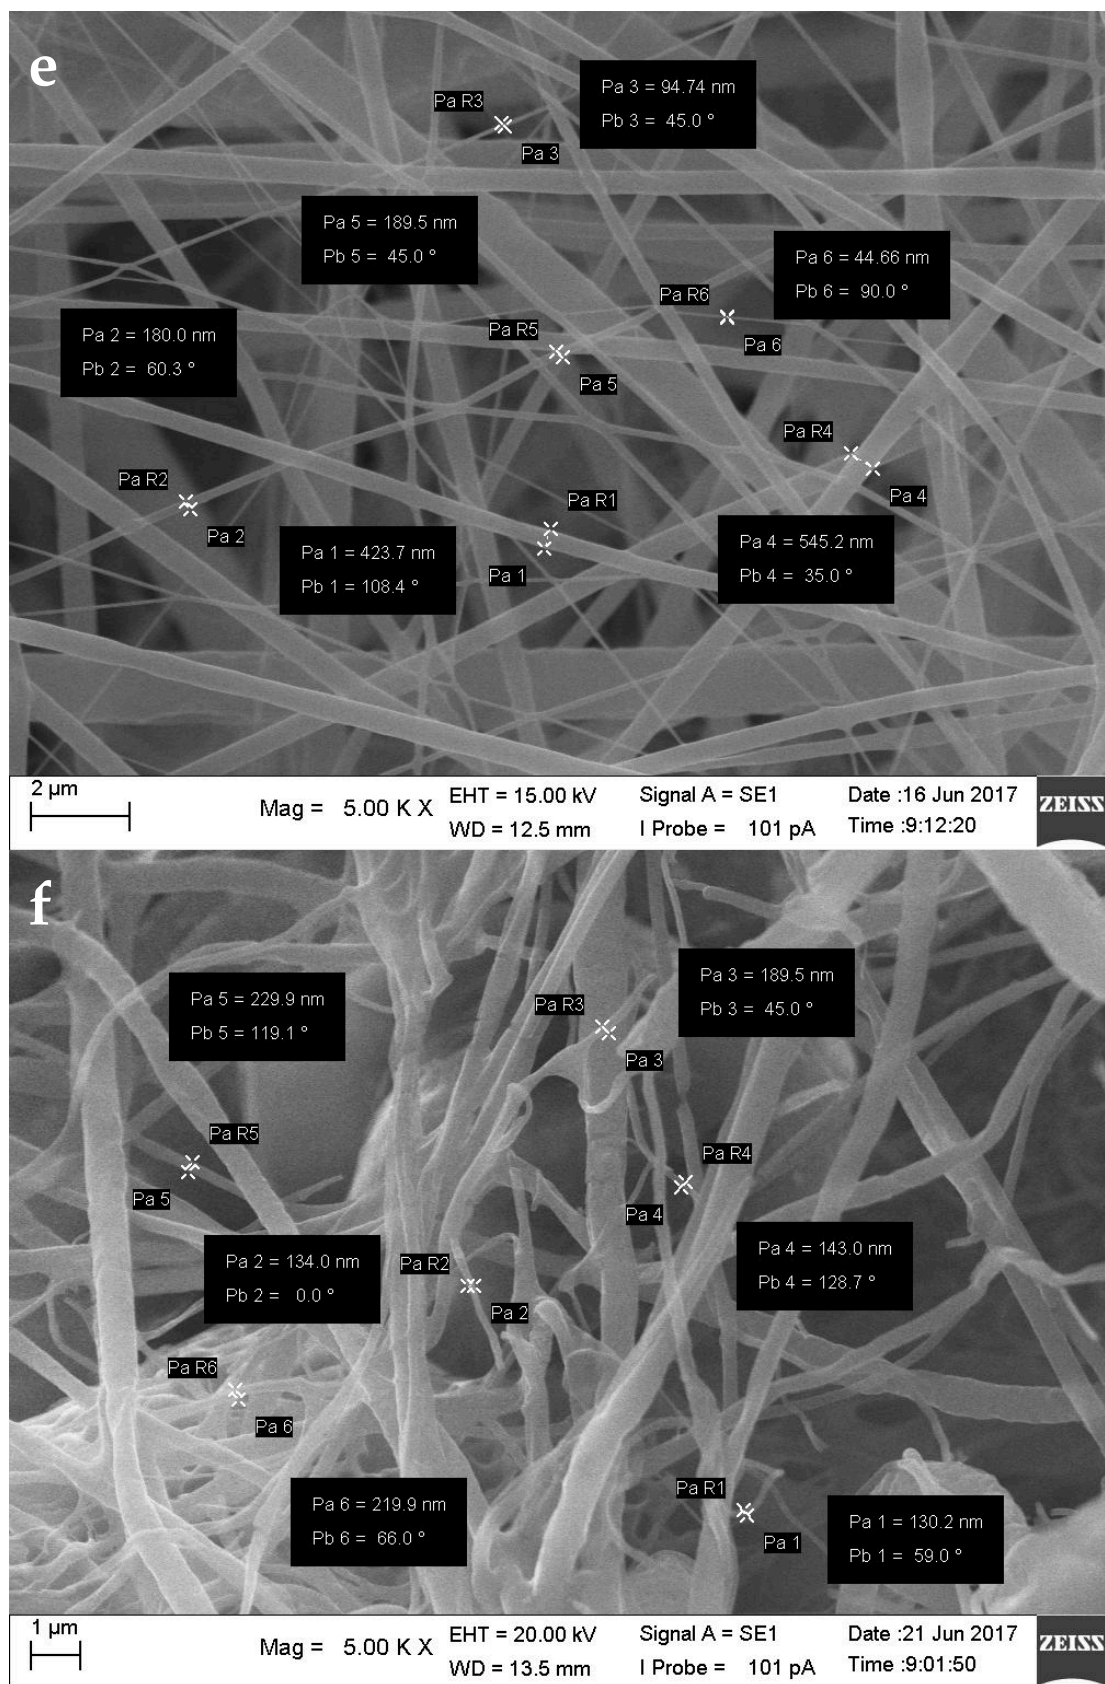 e
Pa 3 = 94.74 nm
Pb 3 = 45.0 °
Pa R3
Pa 3
Pa 5 = 189.5 nm
Pb 5 = 45.0 °
Pa 6 = 44.66 nm
Pb 6 = 90.0 °
Pa R6
Pa 6
Pa 2 = 180.0 nm
Pb 2 = 60.3 °
Pa R5
Pa 5
Pa R4
Pa 4
Pa R2
Pa 2
Pa R1
Pa 1
Pa 1 = 423.7 nm
Pb 1 = 108.4 °
Pa 4 = 545.2 nm
Pb 4 = 35.0 °
2 µm
Mag = 5.00 K X
EHT = 15.00 kV
WD = 12.5 mm
Signal A = SE1
I Probe = 101 pA
Date :16 Jun 2017
Time :9:12:20
ZEISS
f
Pa 5 = 229.9 nm
Pb 5 = 119.1 °
Pa 3 = 189.5 nm
Pb 3 = 45.0 °
Pa R3
Pa 3
Pa R5
Pa 5
Pa R4
Pa 4
Pa 2 = 134.0 nm
Pb 2 = 0.0 °
Pa R2
Pa 2
Pa 4 = 143.0 nm
Pb 4 = 128.7 °
Pa R6
Pa 6
Pa 6 = 219.9 nm
Pb 6 = 66.0 °
Pa R1
Pa 1
Pa 1 = 130.2 nm
Pb 1 = 59.0 °
1 µm
Mag = 5.00 K X
EHT = 20.00 kV
WD = 13.5 mm
Signal A = SE1
I Probe = 101 pA
Date :21 Jun 2017
Time :9:01:50
ZEISS